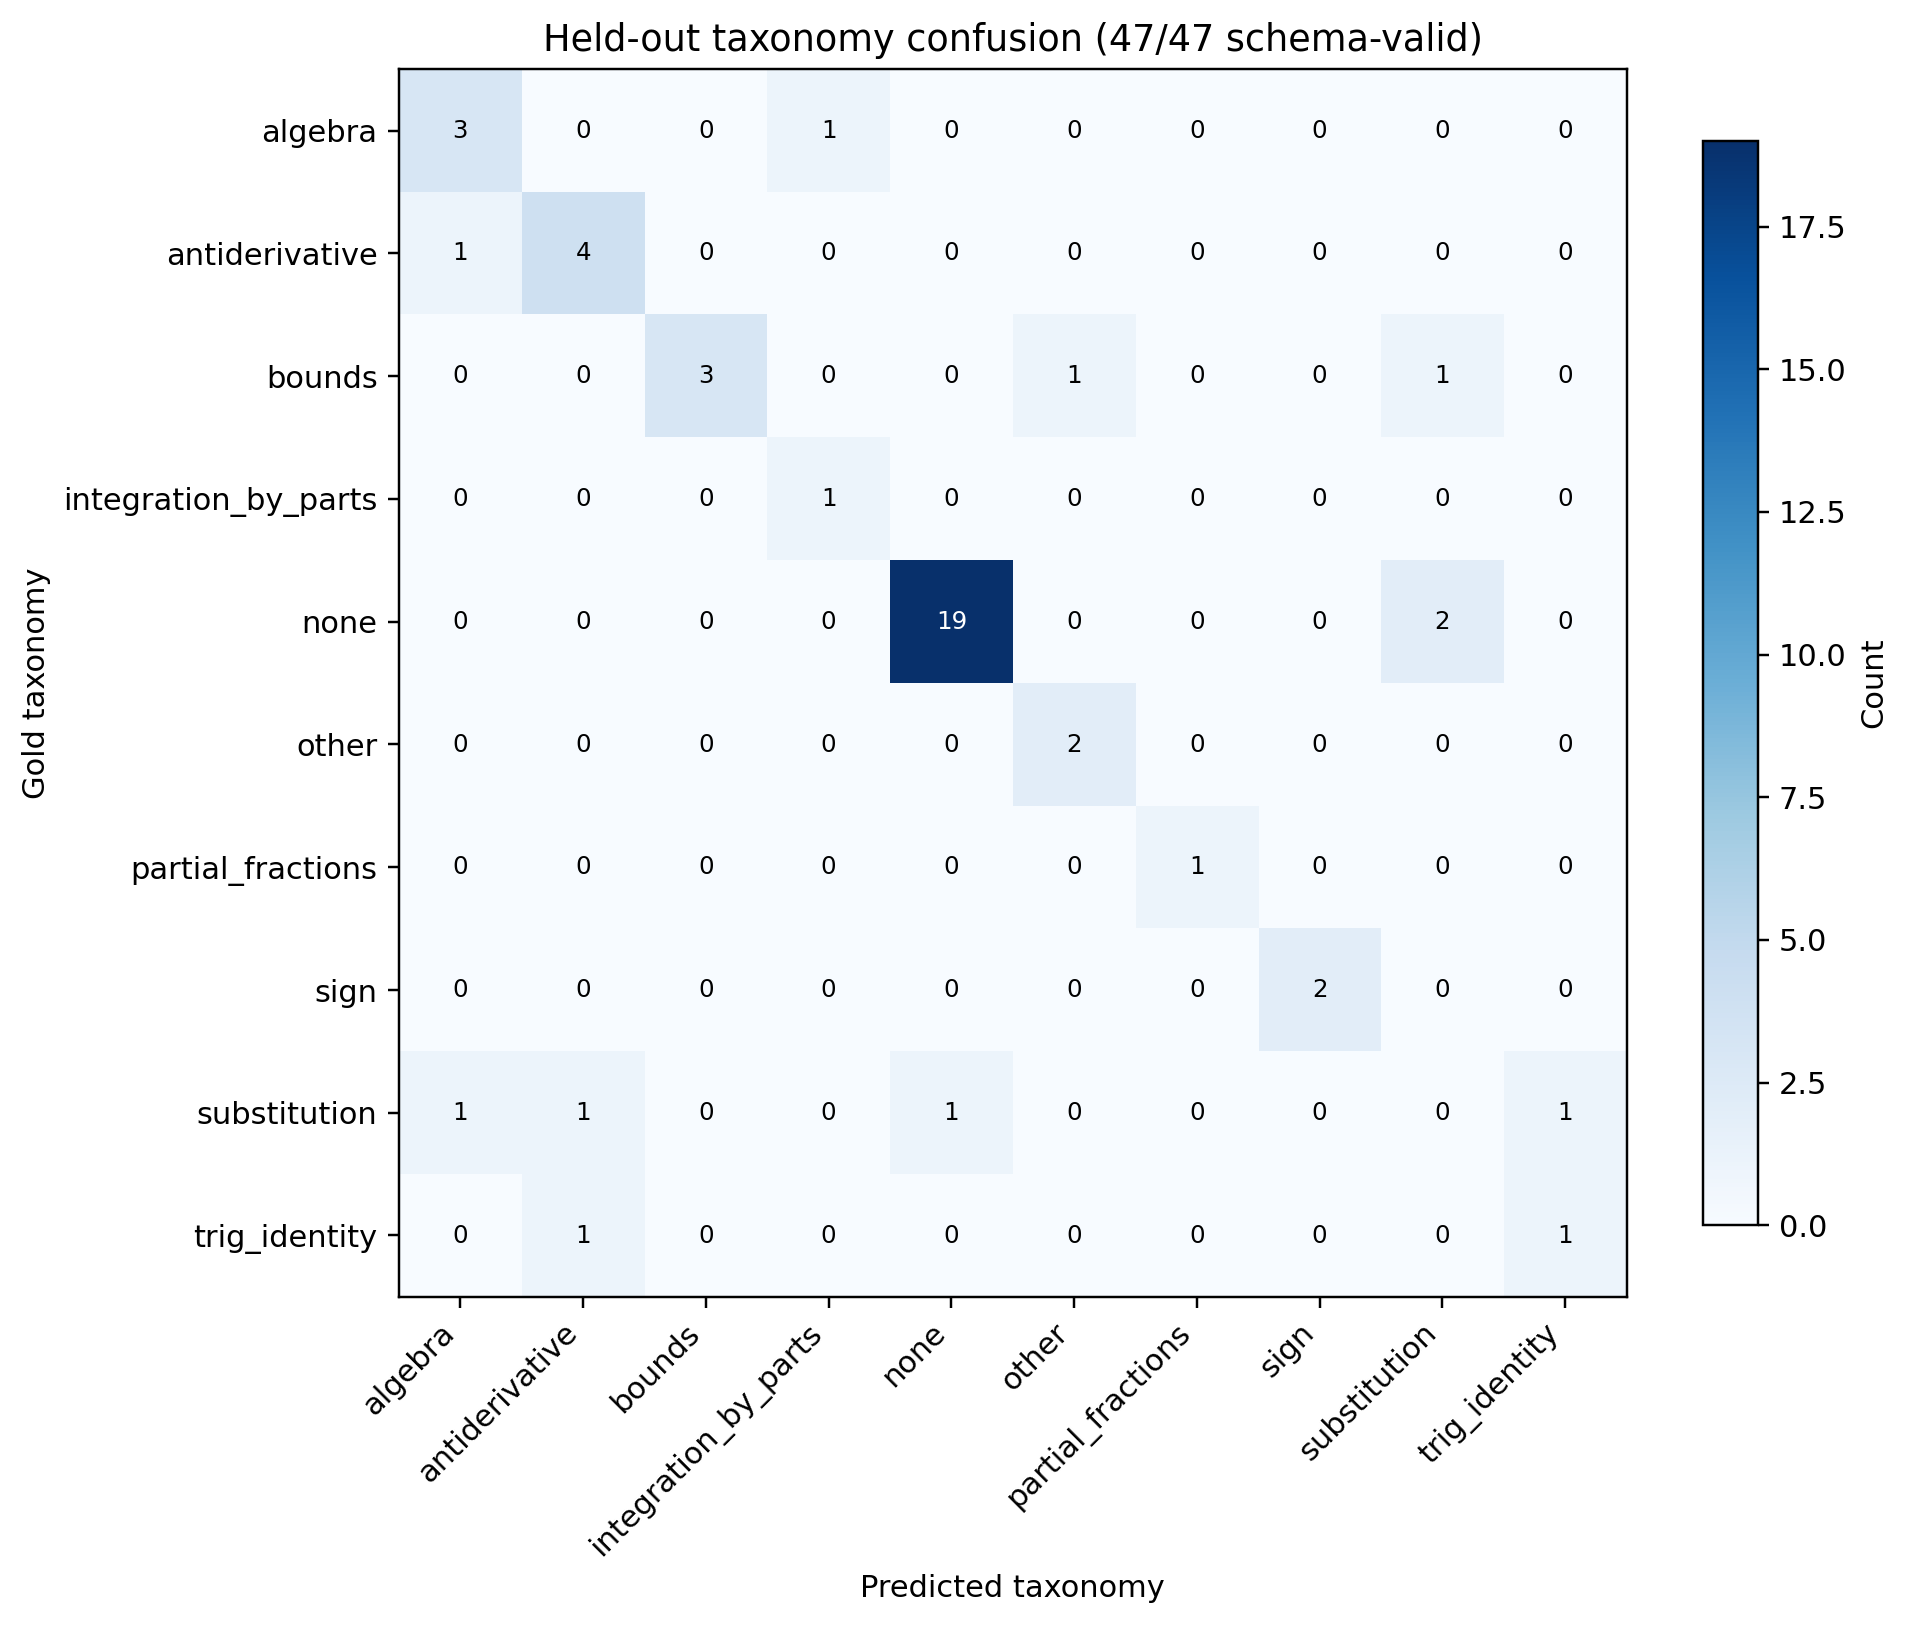 Held-out taxonomy confusion (47/47 schema-valid)
algebra 3 0 0 1 0 0 0 0 0 0
antiderivative 1 4 0 0 0 0 0 0 0 0
bounds 0 0 3 0 0 1 0 0 1 0
integration_by_parts 0 0 0 1 0 0 0 0 0 0
none 0 0 0 0 19 0 0 0 2 0
other 0 0 0 0 0 2 0 0 0 0
partial_fractions 0 0 0 0 0 0 1 0 0 0
sign 0 0 0 0 0 0 0 2 0 0
substitution 1 1 0 0 1 0 0 0 0 1
trig_identity 0 1 0 0 0 0 0 0 0 1
Gold taxonomy
algebra
antiderivative
bounds
integration_by_parts
none
other
partial_fractions
sign
substitution
trig_identity
Predicted taxonomy
17.5
15.0
12.5
10.0
7.5
5.0
2.5
0.0
Count